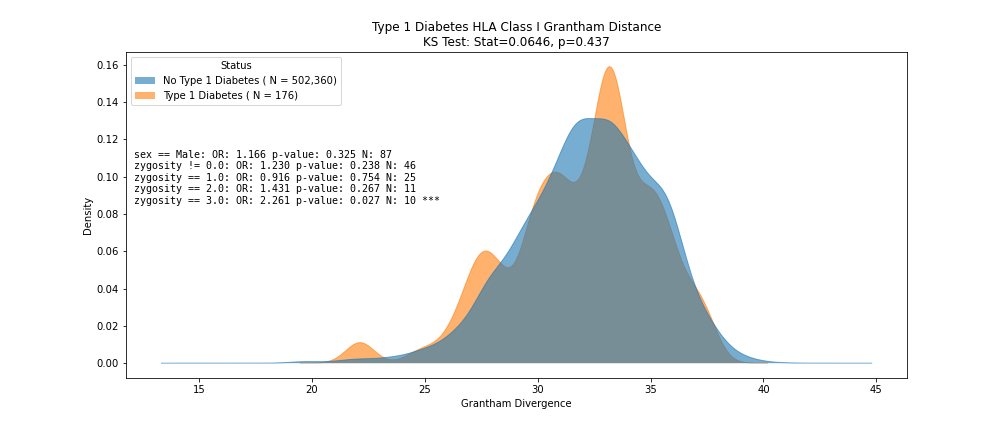 Type 1 Diabetes HLA Class I Grantham Distance
KS Test: Stat=0.0646, p=0.437
Status
No Type 1 Diabetes ( N = 502,360)
Type 1 Diabetes ( N = 176)
sex == Male: OR: 1.166 p-value: 0.325 N: 87
zygosity != 0.0: OR: 1.230 p-value: 0.238 N: 46
zygosity == 1.0: OR: 0.916 p-value: 0.754 N: 25
zygosity == 2.0: OR: 1.431 p-value: 0.267 N: 11
zygosity == 3.0: OR: 2.261 p-value: 0.027 N: 10 ***
Density
0.16
0.14
0.12
0.10
0.08
0.06
0.04
0.02
0.00
15
20
25
30
35
40
45
Grantham Divergence